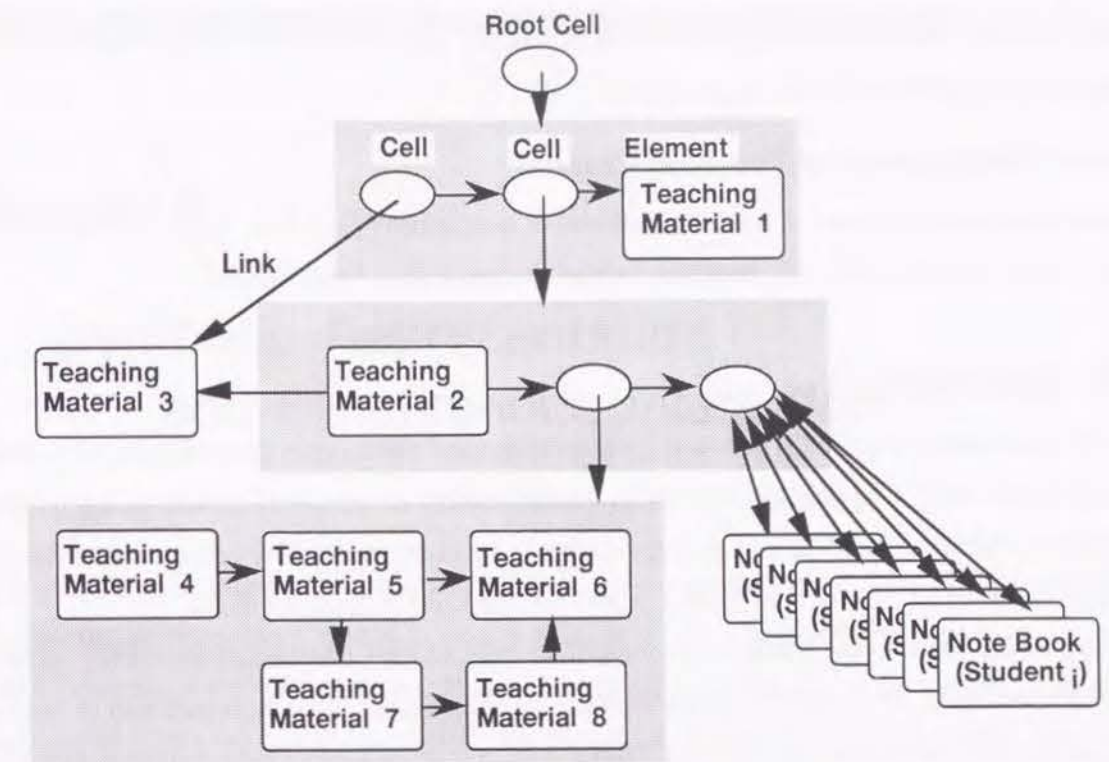 Root Cell
Cell
Cell
Element
Teaching
Material 1
Link
Teaching
Material 3
Teaching
Material 2
Teaching
Material 4
Teaching
Material 5
Teaching
Material 6
Teaching
Material 7
Teaching
Material 8
Note Book
(Student i)